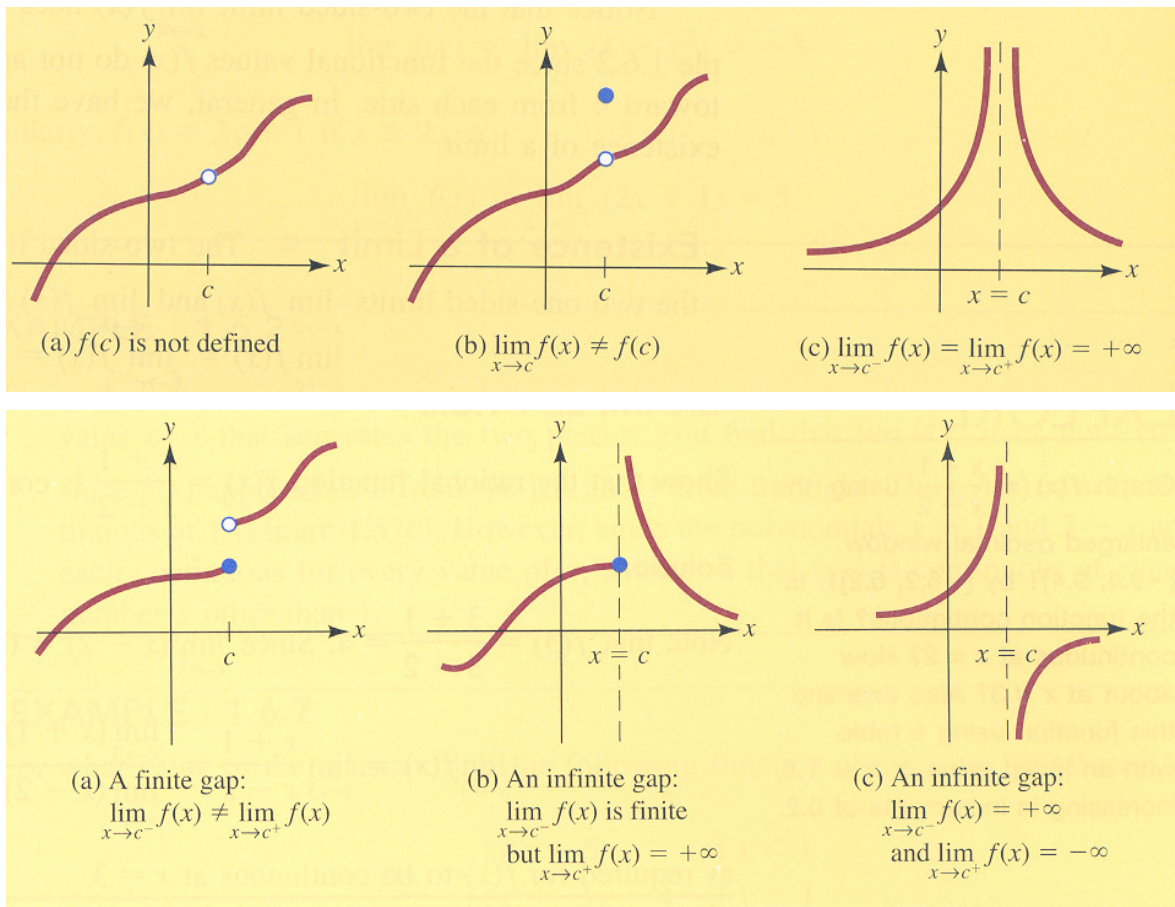 y
x
c
(a) f(c) is not defined
y
x
c
(b) lim f(x) ≠ f(c)
x→c
y
x
x = c
(c) lim f(x) = lim f(x) = +∞
x→c⁻ x→c⁺
y
x
c
(a) A finite gap:
lim f(x) ≠ lim f(x)
x→c⁻ x→c⁺
y
x
x = c
(b) An infinite gap:
lim f(x) is finite
x→c⁻
but lim f(x) = +∞
x→c⁺
y
x
x = c
(c) An infinite gap:
lim f(x) = +∞
x→c⁻
and lim f(x) = −∞
x→c⁺